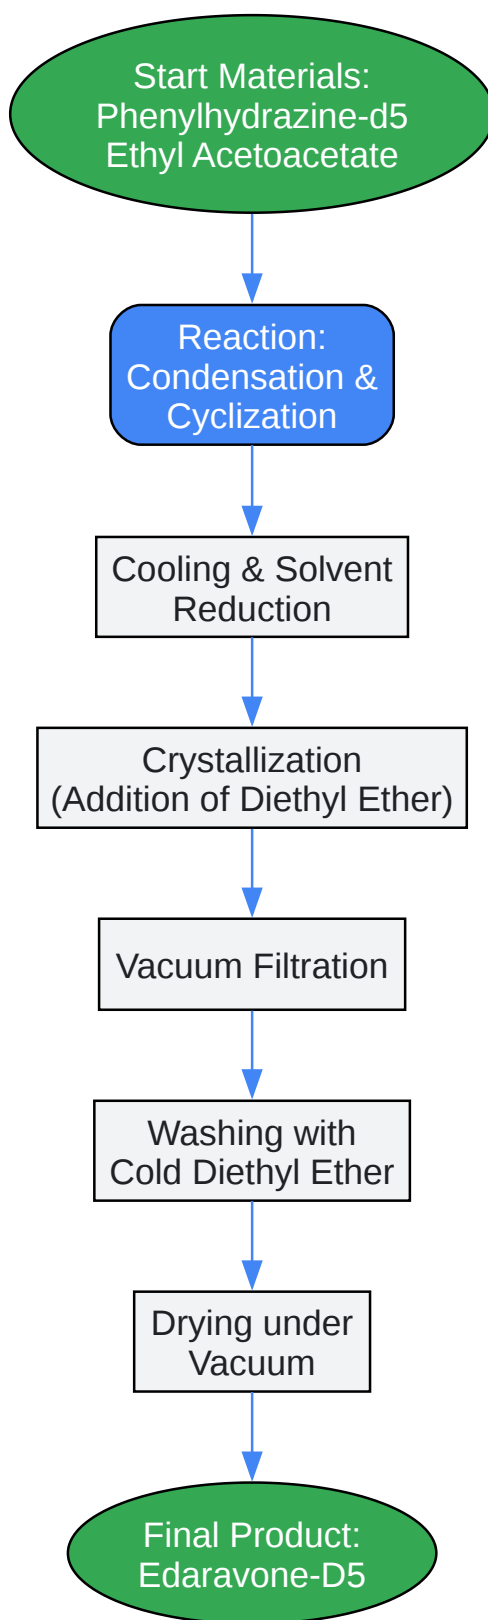 Start Materials:
Phenylhydrazine-d5
Ethyl Acetoacetate
Reaction:
Condensation &
Cyclization
Cooling & Solvent
Reduction
Crystallization
(Addition of Diethyl Ether)
Vacuum Filtration
Washing with
Cold Diethyl Ether
Drying under
Vacuum
Final Product:
Edaravone-D5